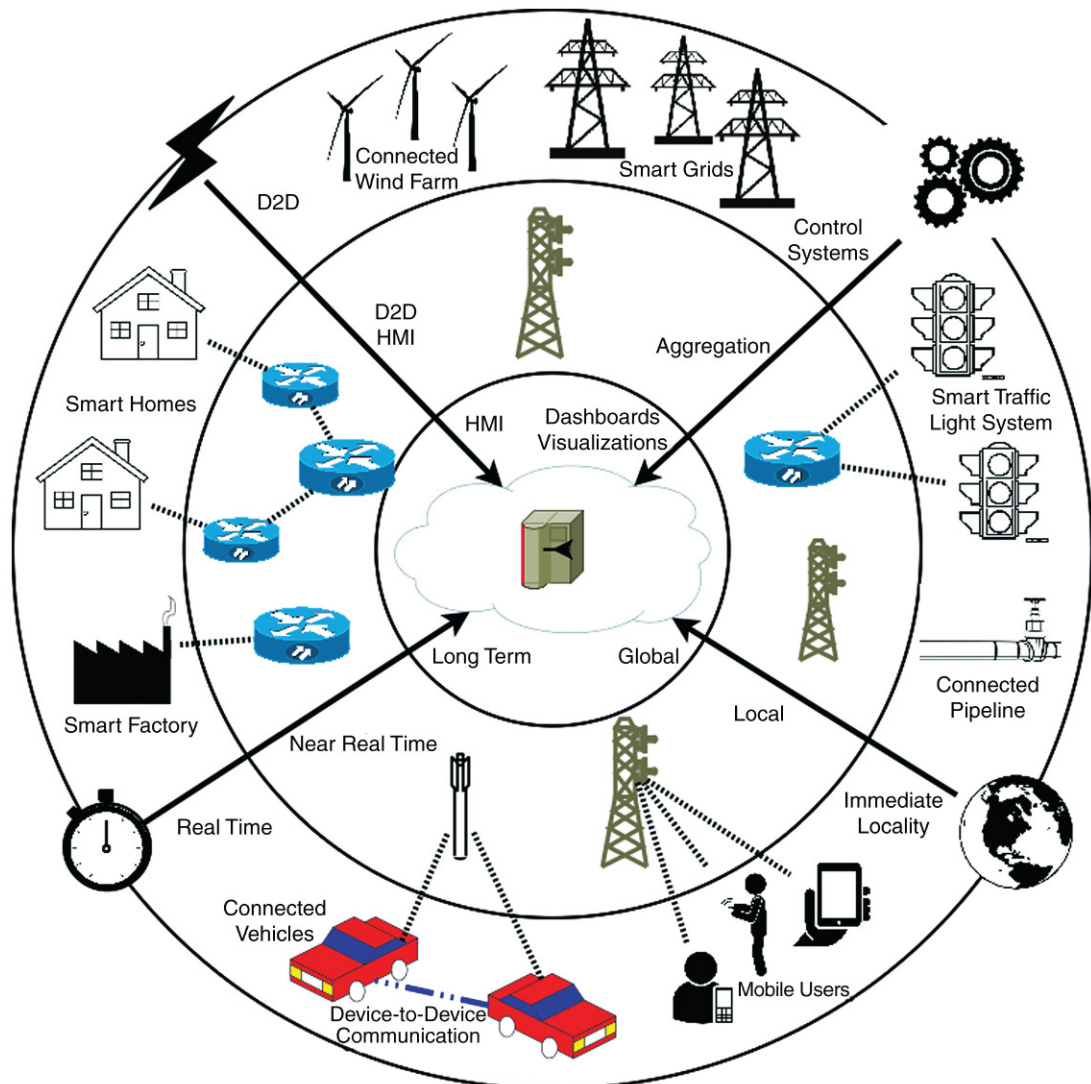 Connected
Wind Farm
Smart Grids
D2D
Control
Systems
D2D
HMI
Aggregation
Smart Homes
Smart Traffic
Light System
HMI
Dashboards
Visualizations
Long Term
Global
Smart Factory
Connected
Pipeline
Local
Near Real Time
Real Time
Immediate
Locality
Connected
Vehicles
Device-to-Device
Communication
Mobile Users